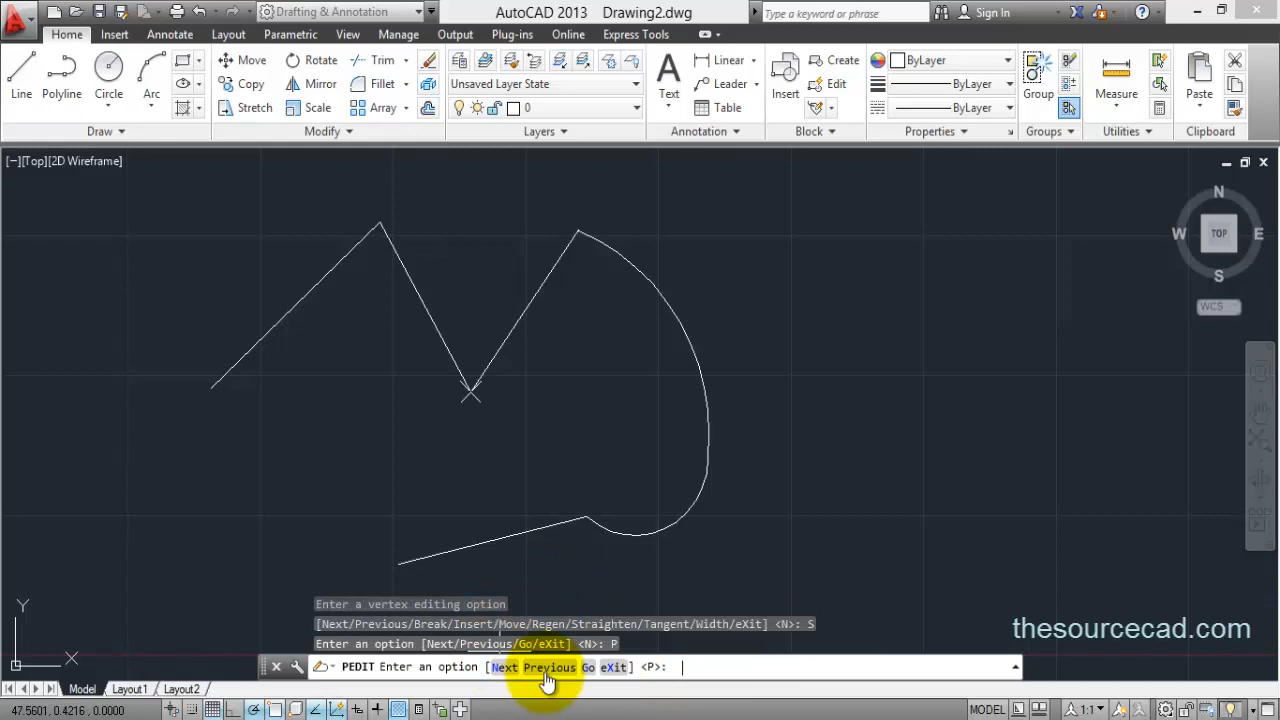 Drafting & Annotation
AutoCAD 2013 Drawing2.dwg
Type a keyword or phrase
Sign In
Home Insert Annotate Layout Parametric View Manage Output Plug-ins Online Express Tools
Line Polyline Circle Arc
Move Rotate Trim
Copy Mirror Fillet
Stretch Scale Array
Unsaved Layer State
0
Text
Linear
Leader
Table
Insert
Create
Edit
ByLayer
ByLayer
ByLayer
Group
Measure
Paste
Draw Modify Layers Annotation Block Properties Groups Utilities Clipboard
[−][Top][2D Wireframe]
N
W TOP E
S
WCS
Y
X
Enter a vertex editing option
[Next/Previous/Break/Insert/Move/Regen/Straighten/Tangent/Width/eXit] <N>: S
Enter an option [Next/Previous/Go/eXit] <N>: P
PEDIT Enter an option [Next Previous Go eXit] <P>:
thesourcecad.com
Model Layout1 Layout2
47.5601, 0.4216 , 0.0000
MODEL
1:1